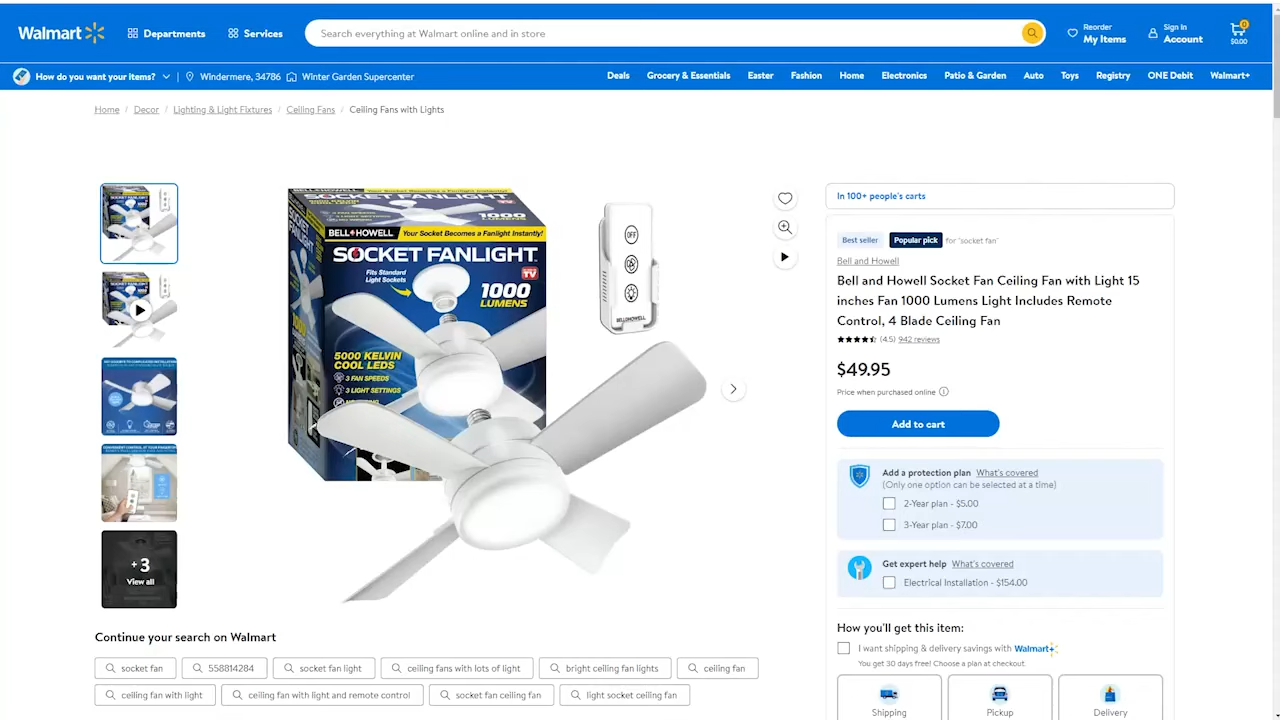 Walmart
Departments
Services
Search everything at Walmart online and in store
Reorder
My Items
Sign In
Account
0
$0.00
How do you want your items?
Windermere, 34786
Winter Garden Supercenter
Deals
Grocery & Essentials
Easter
Fashion
Home
Electronics
Patio & Garden
Auto
Toys
Registry
ONE Debit
Walmart+
Home / Decor / Lighting & Light Fixtures / Ceiling Fans / Ceiling Fans with Lights
SOCKET FANLIGHT
1000
BELL+HOWELL
Your Socket Becomes a Fanlight Instantly!
SOCKET FANLIGHT
Fits Standard
Light Sockets
1000
LUMENS
5000 KELVIN
COOL LEDS
3 FAN SPEEDS
3 LIGHT SETTINGS
OFF
BELL+HOWELL
+3
View all
In 100+ people's carts
Best seller
Popular pick
for "socket fan"
Bell and Howell
Bell and Howell Socket Fan Ceiling Fan with Light 15
inches Fan 1000 Lumens Light Includes Remote
Control, 4 Blade Ceiling Fan
(4.5) 942 reviews
$49.95
Price when purchased online
Add to cart
Add a protection plan What's covered
(Only one option can be selected at a time)
2-Year plan - $5.00
3-Year plan - $7.00
Get expert help What's covered
Electrical Installation - $154.00
How you'll get this item:
I want shipping & delivery savings with Walmart+
You get 30 days free! Choose a plan at checkout.
Shipping
Pickup
Delivery
Continue your search on Walmart
socket fan
558814284
socket fan light
ceiling fans with lots of light
bright ceiling fan lights
ceiling fan
ceiling fan with light
ceiling fan with light and remote control
socket fan ceiling fan
light socket ceiling fan